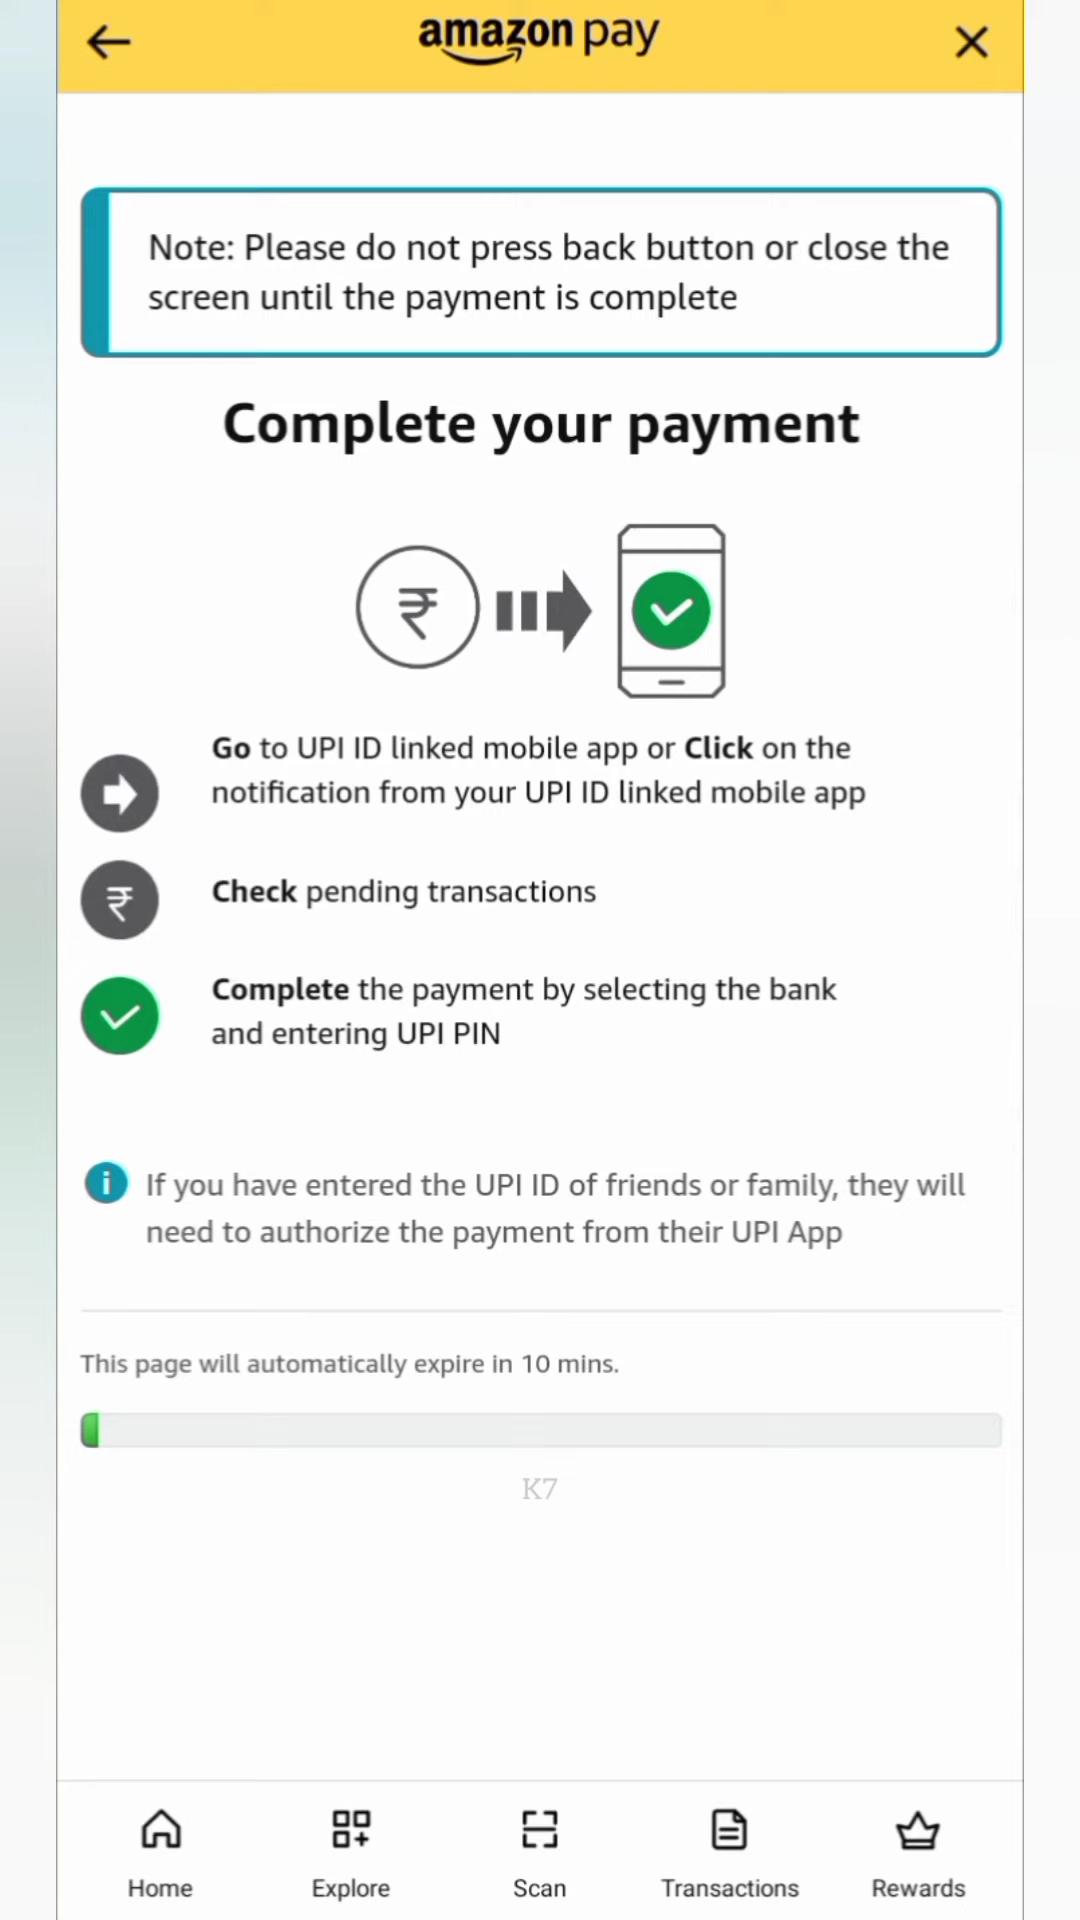 amazon pay
Note: Please do not press back button or close the
screen until the payment is complete
Complete your payment
₹
Go to UPI ID linked mobile app or Click on the
notification from your UPI ID linked mobile app
₹
Check pending transactions
Complete the payment by selecting the bank
and entering UPI PIN
i
If you have entered the UPI ID of friends or family, they will
need to authorize the payment from their UPI App
This page will automatically expire in 10 mins.
K7
Home Explore Scan Transactions Rewards